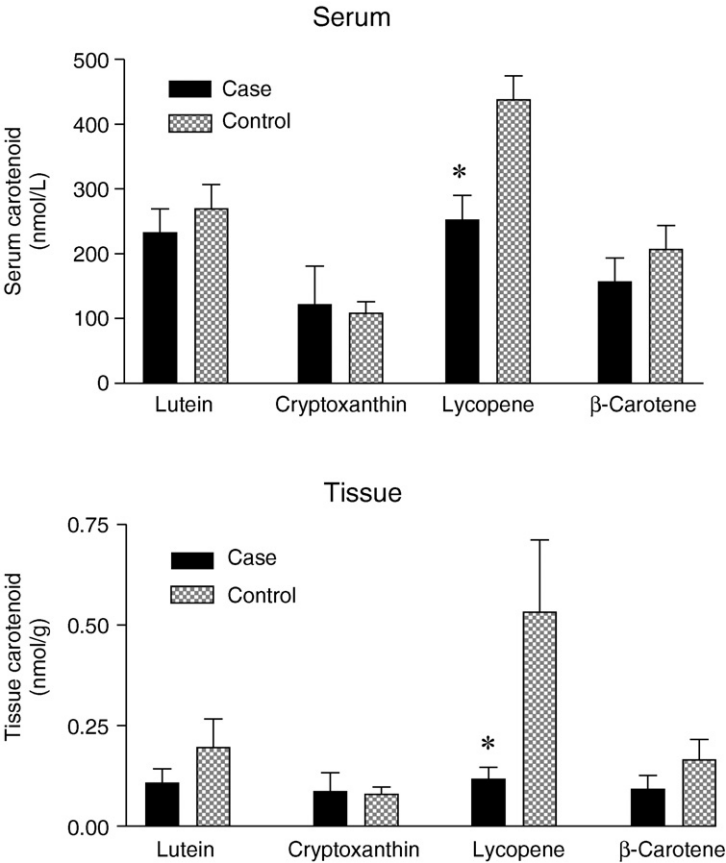 Serum
500
400
300
200
100
0
Serum carotenoid
(nmol/L)
Case
Control
*
Lutein Cryptoxanthin Lycopene β-Carotene
Tissue
0.75
0.50
0.25
0.00
Tissue carotenoid
(nmol/g)
Case
Control
*
Lutein Cryptoxanthin Lycopene β-Carotene